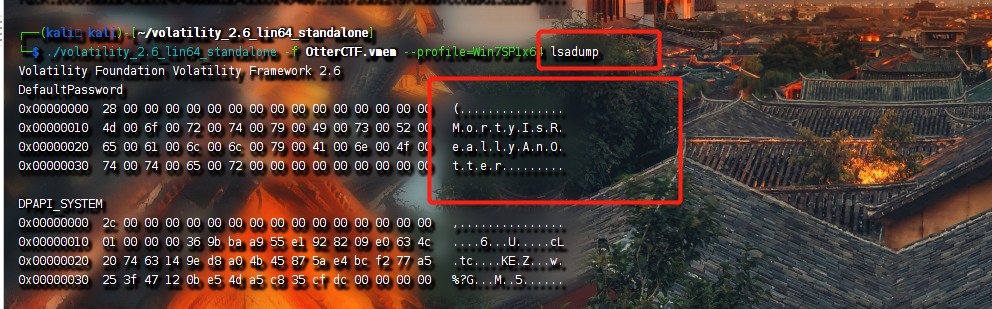 ┌──(kali㉿kali)-[~/volatility_2.6_lin64_standalone]
└─$ ./volatility_2.6_lin64_standalone -f OtterCTF.vmem --profile=Win7SP1x64 lsadump
Volatility Foundation Volatility Framework 2.6
DefaultPassword
0x00000000  28 00 00 00 00 00 00 00 00 00 00 00 00 00 00 00   (...............
0x00000010  4d 00 6f 00 72 00 74 00 79 00 49 00 73 00 52 00   M.o.r.t.y.I.s.R.
0x00000020  65 00 61 00 6c 00 6c 00 79 00 41 00 6e 00 4f 00   e.a.l.l.y.A.n.O.
0x00000030  74 00 74 00 65 00 72 00 00 00 00 00 00 00 00 00   t.t.e.r.........
DPAPI_SYSTEM
0x00000000  2c 00 00 00 00 00 00 00 00 00 00 00 00 00 00 00   ,...............
0x00000010  01 00 00 00 36 9b ba a9 55 e1 92 82 09 e0 63 4c   ....6...U.....cL
0x00000020  20 74 63 14 9e d8 a0 4b 45 87 5a e4 bc f2 77 a5   .tc....KE.Z...w.
0x00000030  25 3f 47 12 0b e5 4d a5 c8 35 cf dc 00 00 00 00   %?G...M..5......